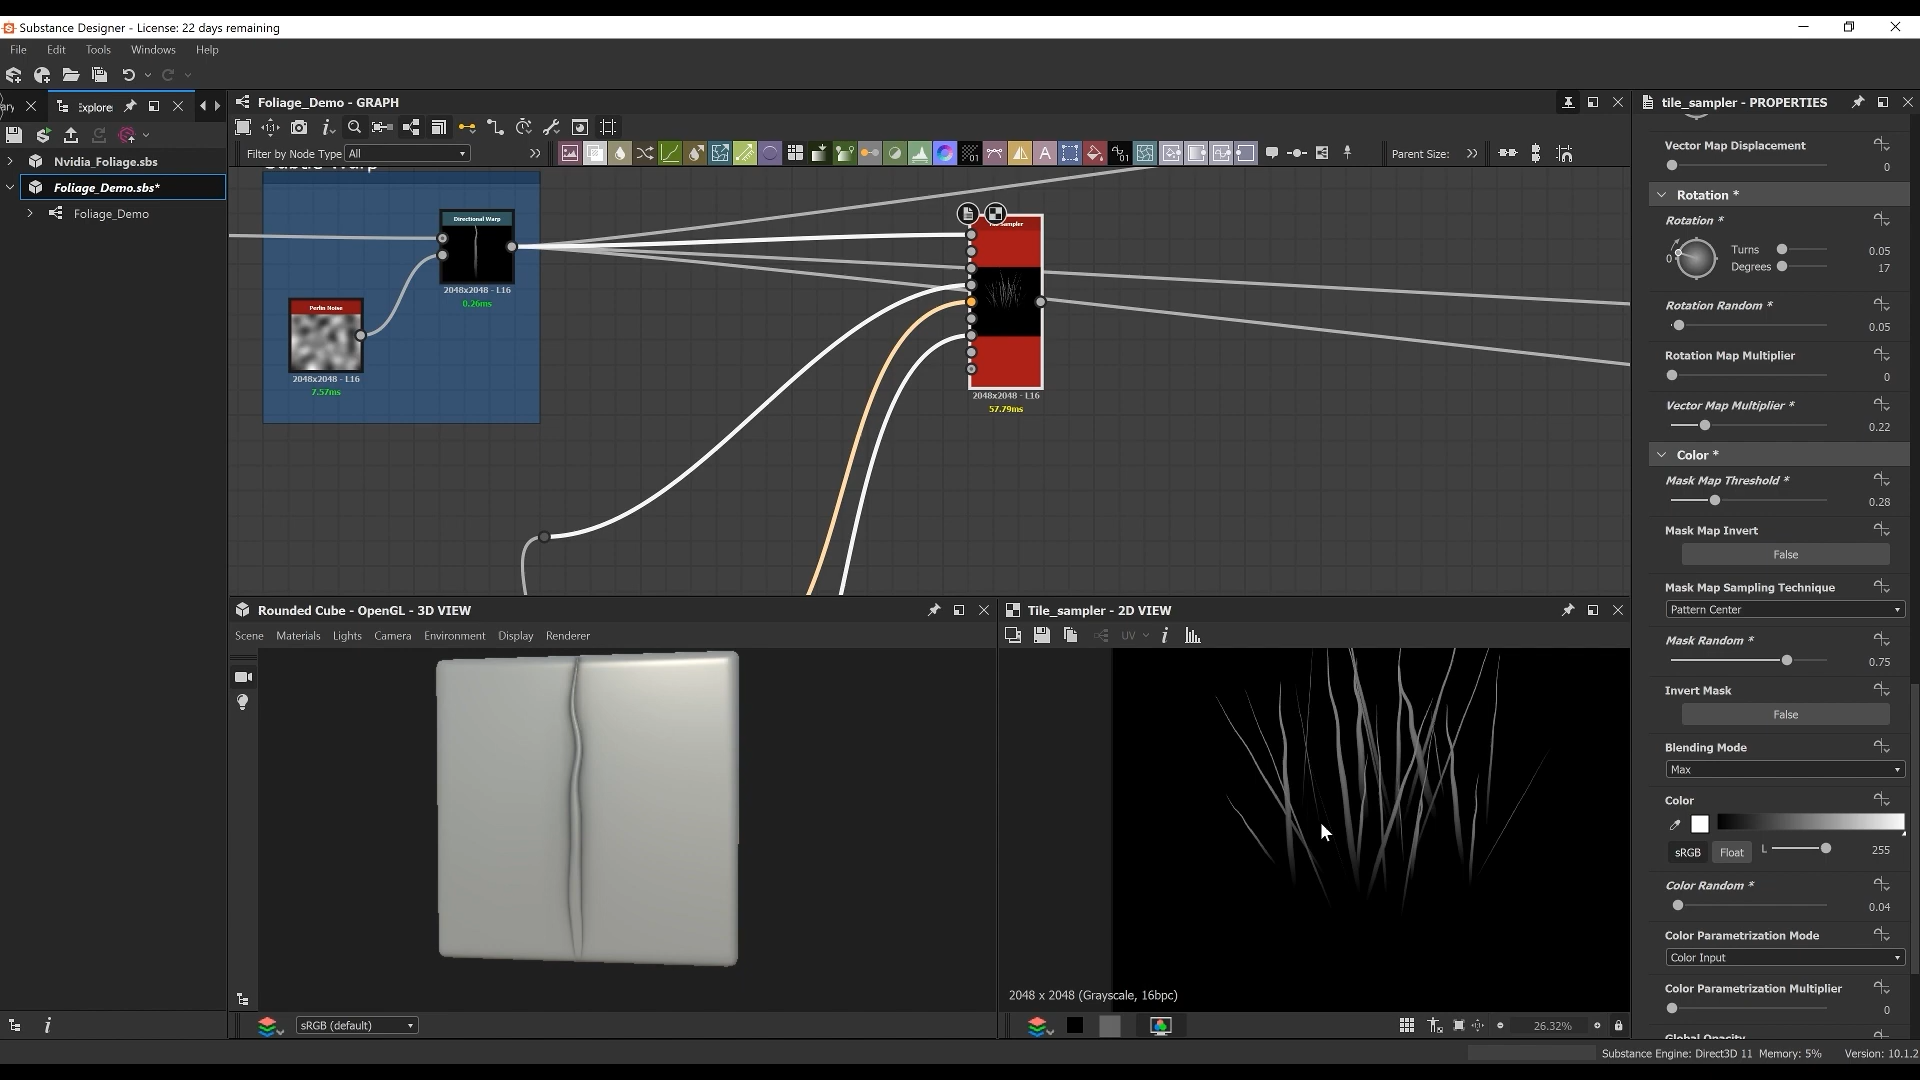 Substance Designer - License: 22 days remaining
File Edit Tools Windows Help
Explore
Foliage_Demo - GRAPH
tile_sampler - PROPERTIES
Filter by Node Type All
Parent Size:
Nvidia_Foliage.sbs
Foliage_Demo.sbs*
Foliage_Demo
Directional Warp
2048x2048 - L16
0.26ms
Perlin Noise
2048x2048 - L16
7.57ms
2048x2048 - L16
57.79ms
Rounded Cube - OpenGL - 3D VIEW
Scene Materials Lights Camera Environment Display Renderer
sRGB (default)
Tile_sampler - 2D VIEW
UV
2048 x 2048 (Grayscale, 16bpc)
26.32%
Vector Map Displacement
0
Rotation *
Rotation *
0
Turns 0.05
Degrees 17
Rotation Random *
0.05
Rotation Map Multiplier
0
Vector Map Multiplier *
0.22
Color *
Mask Map Threshold *
0.28
Mask Map Invert
False
Mask Map Sampling Technique
Pattern Center
Mask Random *
0.75
Invert Mask
False
Blending Mode
Max
Color
sRGB Float L 255
Color Random *
0.04
Color Parametrization Mode
Color Input
Color Parametrization Multiplier
0
Global Opacity
Substance Engine: Direct3D 11 Memory: 5% Version: 10.1.2